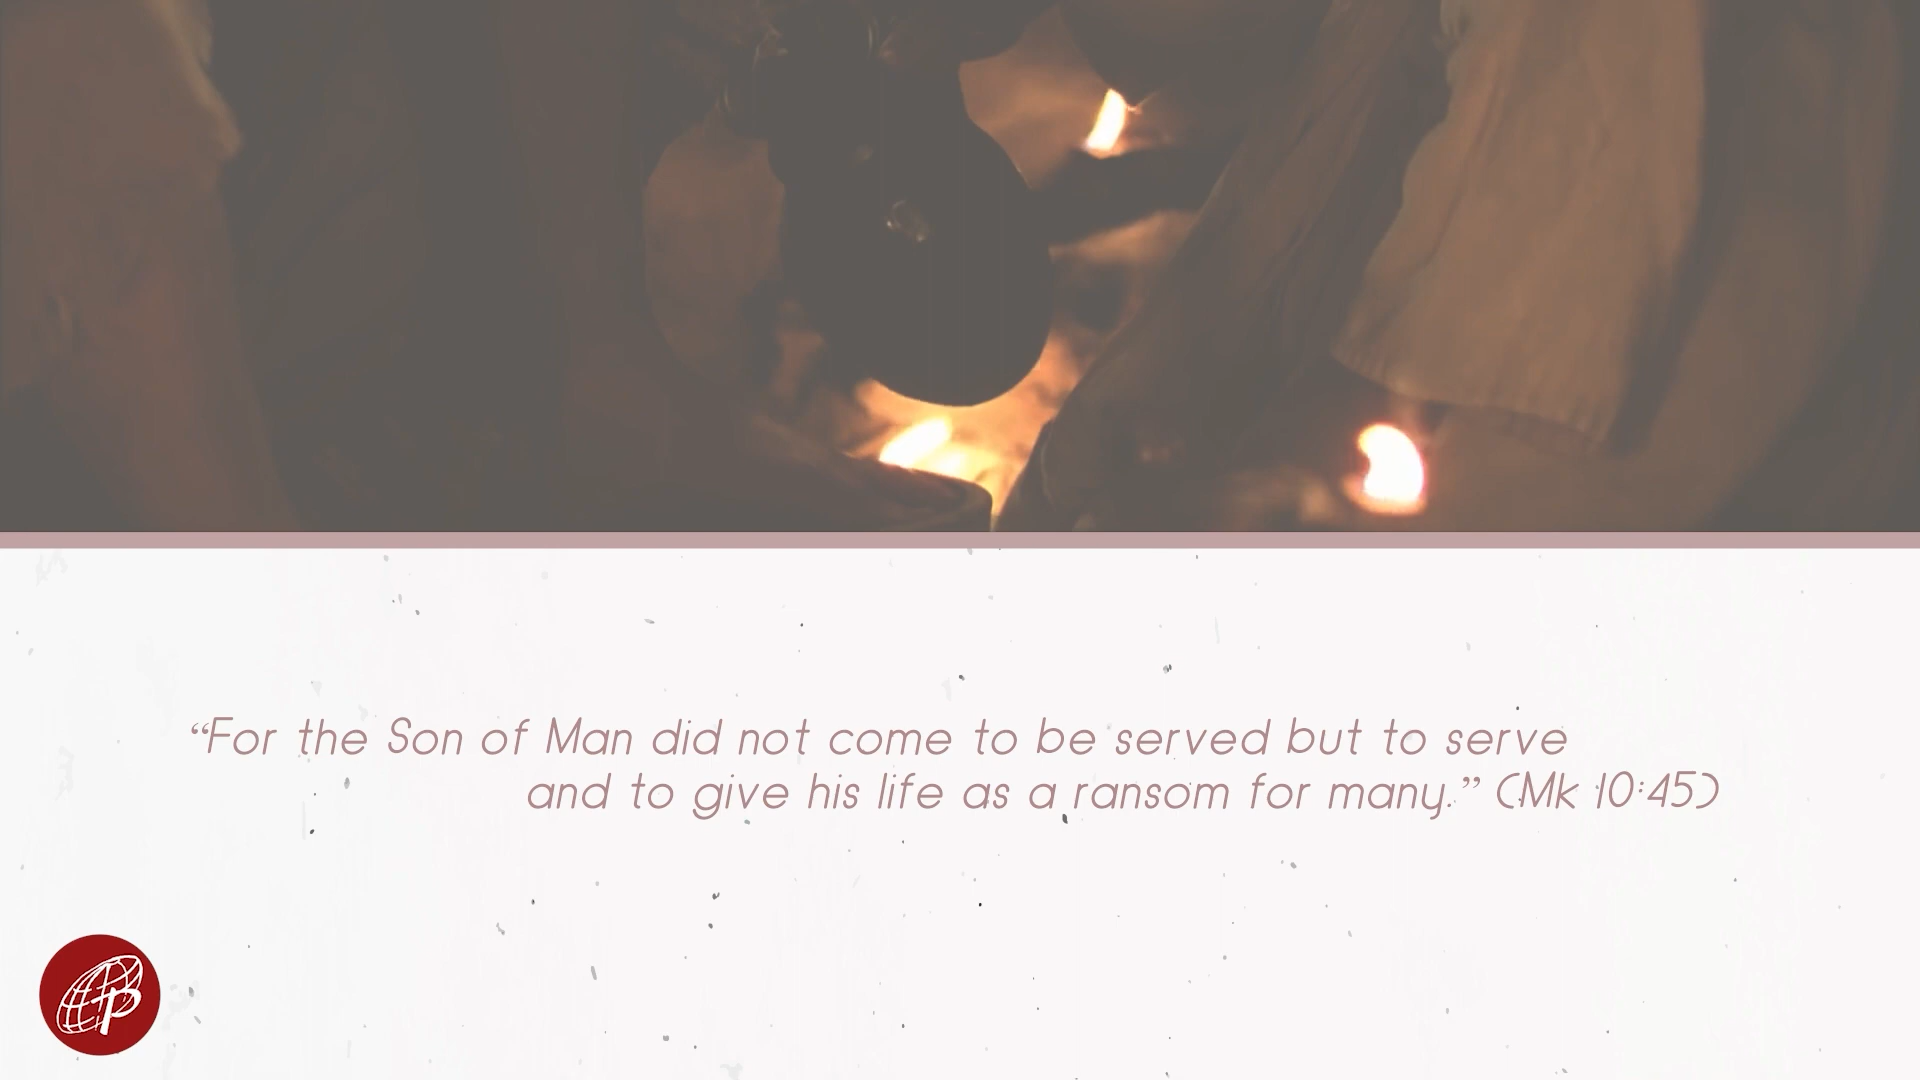 “For the Son of Man did not come to be served but to serve
and to give his life as a ransom for many.” (Mk 10:45)